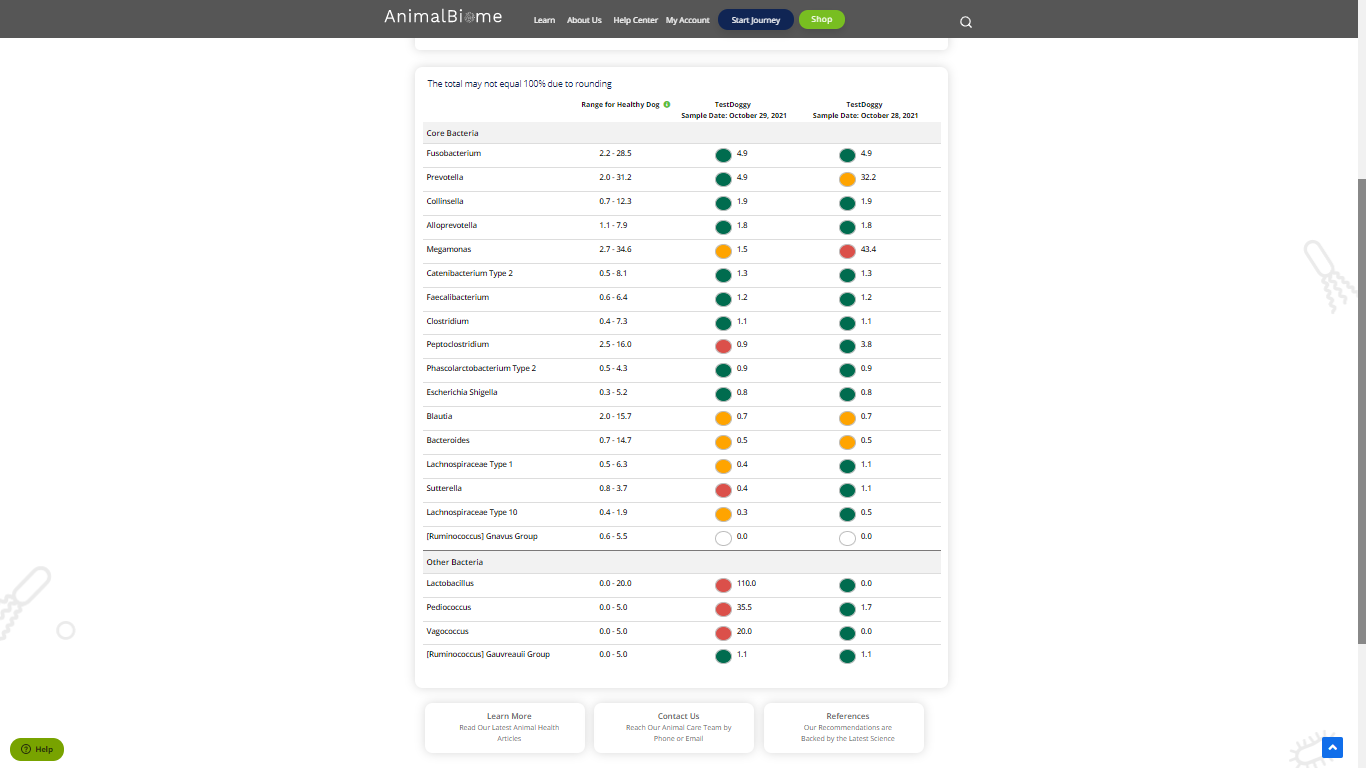 AnimalBiome
Learn About Us Help Center My Account Start Journey Shop
The total may not equal 100% due to rounding
Range for Healthy Dog TestDoggy TestDoggy
Sample Date: October 29, 2021 Sample Date: October 28, 2021
Core Bacteria
Fusobacterium 2.2 - 28.5 4.9 4.9
Prevotella 2.0 - 31.2 4.9 32.2
Collinsella 0.7 - 12.3 1.9 1.9
Alloprevotella 1.1 - 7.9 1.8 1.8
Megamonas 2.7 - 34.6 1.5 43.4
Catenibacterium Type 2 0.5 - 8.1 1.3 1.3
Faecalibacterium 0.6 - 6.4 1.2 1.2
Clostridium 0.4 - 7.3 1.1 1.1
Peptoclostridium 2.5 - 16.0 0.9 3.8
Phascolarctobacterium Type 2 0.5 - 4.3 0.9 0.9
Escherichia Shigella 0.3 - 5.2 0.8 0.8
Blautia 2.0 - 15.7 0.7 0.7
Bacteroides 0.7 - 14.7 0.5 0.5
Lachnospiraceae Type 1 0.5 - 6.3 0.4 1.1
Sutterella 0.8 - 3.7 0.4 1.1
Lachnospiraceae Type 10 0.4 - 1.9 0.3 0.5
[Ruminococcus] Gnavus Group 0.6 - 5.5 0.0 0.0
Other Bacteria
Lactobacillus 0.0 - 20.0 110.0 0.0
Pediococcus 0.0 - 5.0 35.5 1.7
Vagococcus 0.0 - 5.0 20.0 0.0
[Ruminococcus] Gauvreauii Group 0.0 - 5.0 1.1 1.1
Learn More
Read Our Latest Animal Health
Articles
Contact Us
Reach Our Animal Care Team by
Phone or Email
References
Our Recommendations are
Backed by the Latest Science
Help